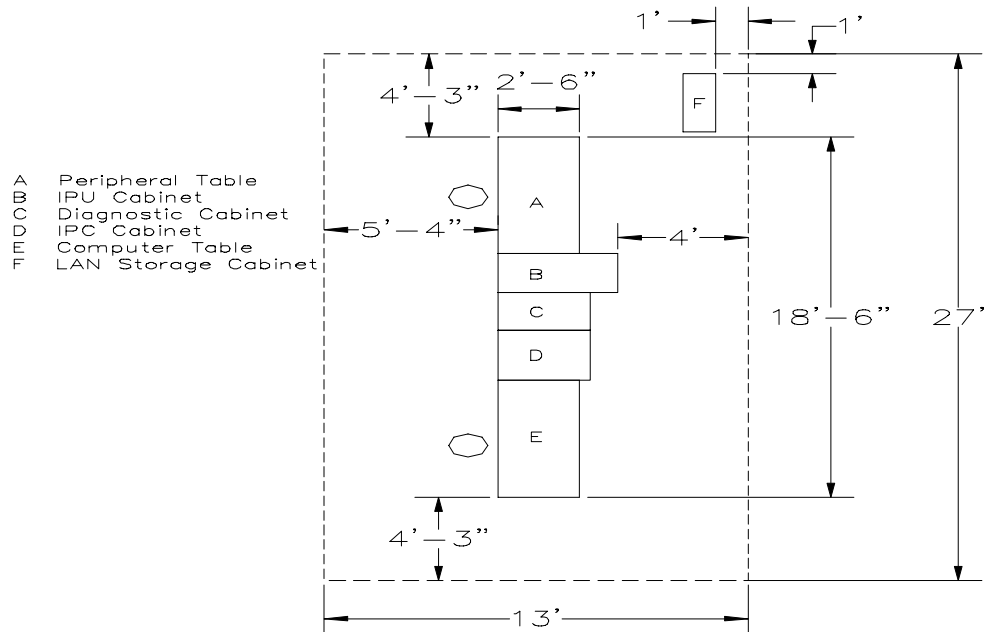 1' 1'
4'-3" 2'-6"
F
A Peripheral Table
B IPU Cabinet
C Diagnostic Cabinet
D IPC Cabinet
E Computer Table
F LAN Storage Cabinet
A
5'-4" 4'
B
C 18'-6" 27'
D
E
4'-3"
13'